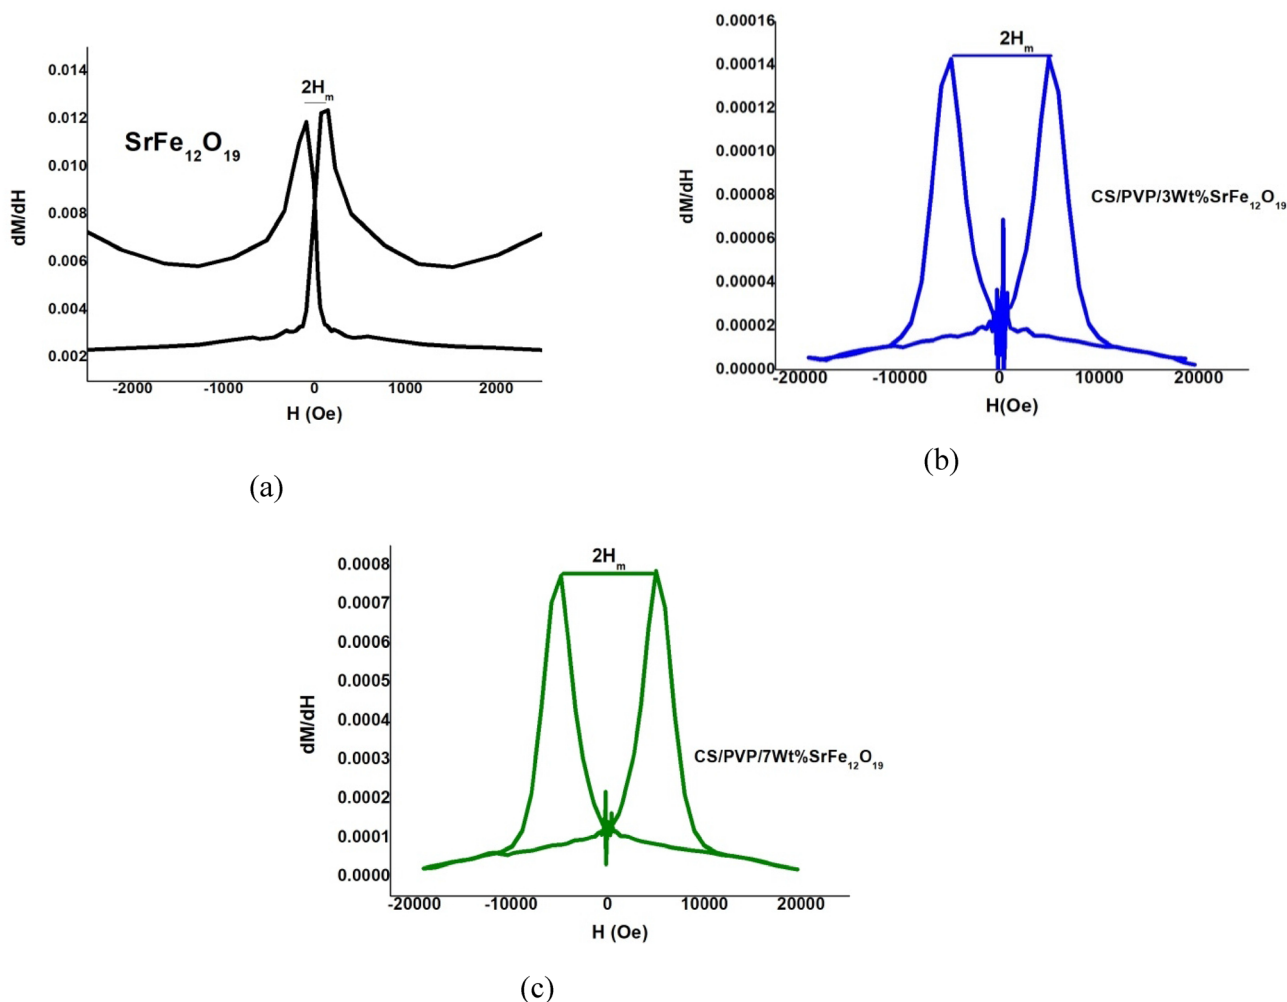 0.014
0.012
0.010
0.008
0.006
0.004
0.002
dM/dH
2Hₘ
SrFe₁₂O₁₉
-2000 -1000 0 1000 2000
H (Oe)
(a)
0.00016
0.00014
0.00012
0.00010
0.00008
0.00006
0.00004
0.00002
0.00000
dM/dH
2Hₘ
CS/PVP/3Wt%SrFe₁₂O₁₉
-20000 -10000 0 10000 20000
H(Oe)
(b)
0.0008
0.0007
0.0006
0.0005
0.0004
0.0003
0.0002
0.0001
0.0000
dM/dH
2Hₘ
CS/PVP/7Wt%SrFe₁₂O₁₉
-20000 -10000 0 10000 20000
H (Oe)
(c)